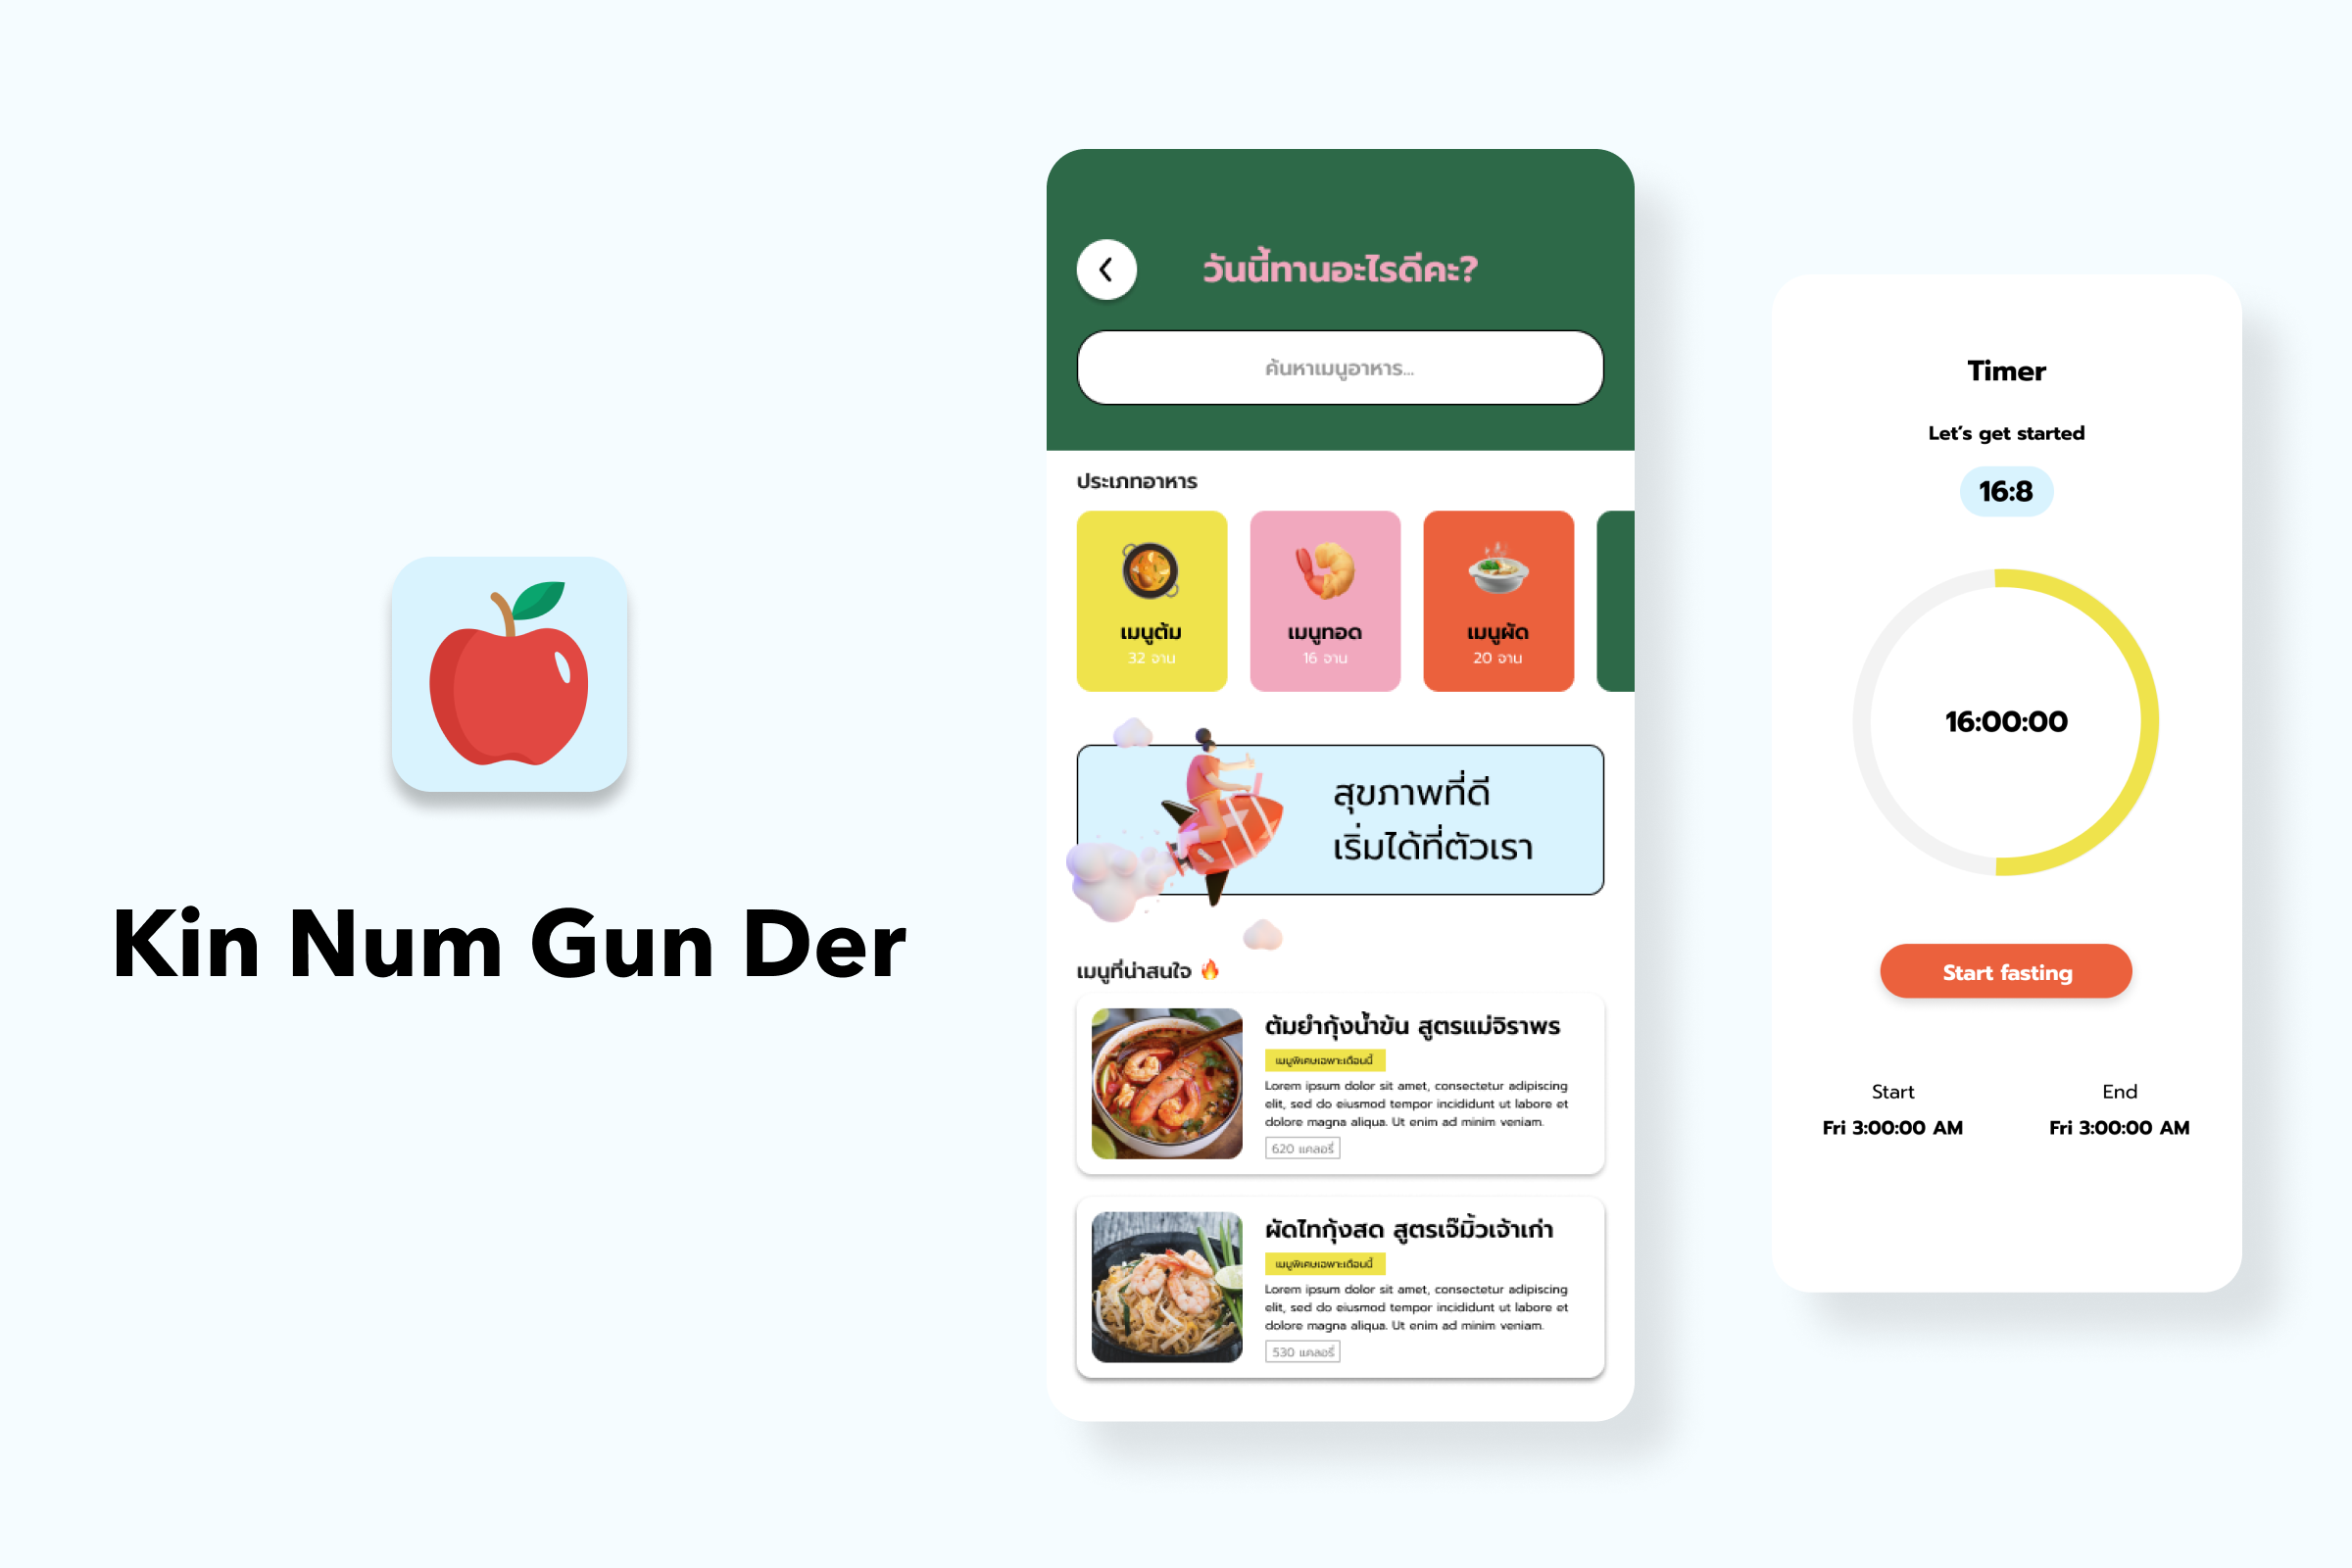 Kin Num Gun Der
วันนี้ทานอะไรดีคะ?
ค้นหาเมนูอาหาร...
ประเภทอาหาร
เมนูต้ม
32 จาน
เมนูทอด
16 จาน
เมนูผัด
20 จาน
สุขภาพที่ดี
เริ่มได้ที่ตัวเรา
เมนูที่น่าสนใจ 🔥
ต้มยำกุ้งน้ำข้น สูตรแม่จิราพร
เมนูพิเศษเฉพาะเดือนนี้
Lorem ipsum dolor sit amet, consectetur adipiscing
elit, sed do eiusmod tempor incididunt ut labore et
dolore magna aliqua. Ut enim ad minim veniam.
620 แคลอรี่
ผัดไทกุ้งสด สูตรเจ๊มิ้วเจ้าเก่า
เมนูพิเศษเฉพาะเดือนนี้
Lorem ipsum dolor sit amet, consectetur adipiscing
elit, sed do eiusmod tempor incididunt ut labore et
dolore magna aliqua. Ut enim ad minim veniam.
530 แคลอรี่
Timer
Let's get started
16:8
16:00:00
Start fasting
Start
Fri 3:00:00 AM
End
Fri 3:00:00 AM